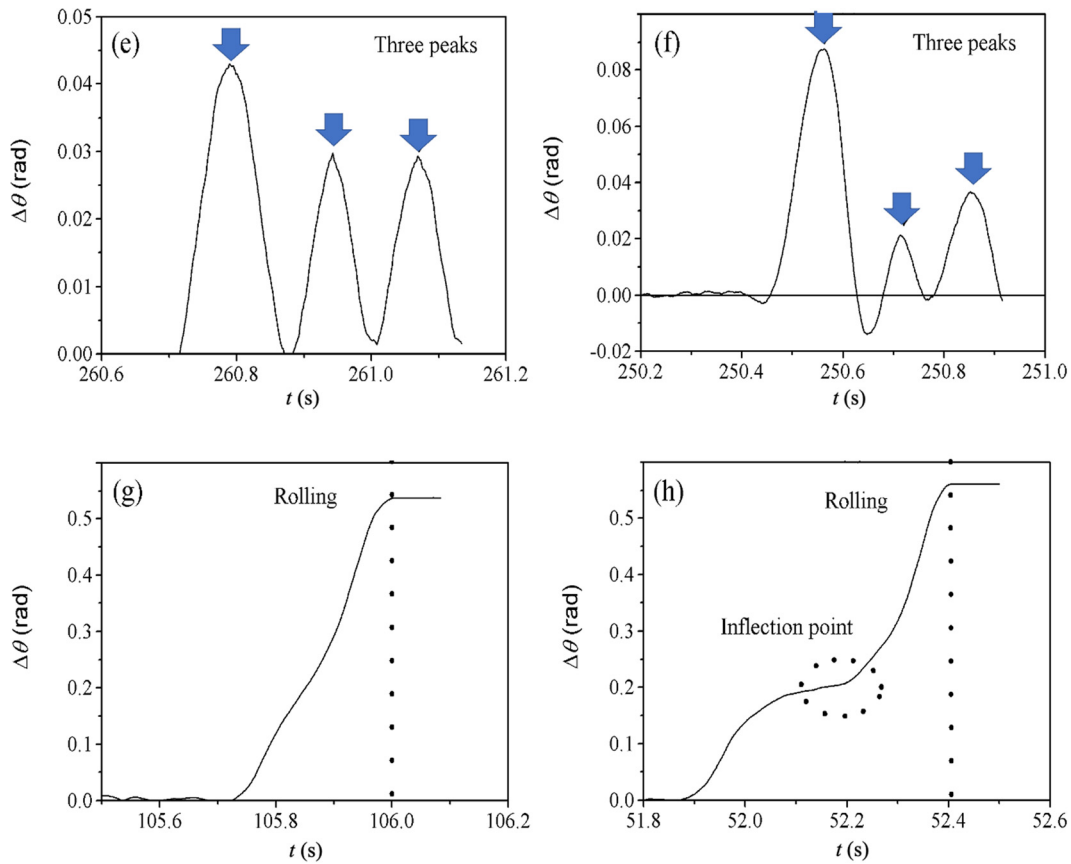 (e)
Three peaks
0.05
0.04
0.03
0.02
0.01
0.00
Δθ (rad)
260.6 260.8 261.0 261.2
t (s)
(f)
Three peaks
0.08
0.06
0.04
0.02
0.00
-0.02
Δθ (rad)
250.2 250.4 250.6 250.8 251.0
t (s)
(g)
Rolling
0.5
0.4
0.3
0.2
0.1
0.0
Δθ (rad)
105.6 105.8 106.0 106.2
t (s)
(h)
Rolling
Inflection point
0.5
0.4
0.3
0.2
0.1
0.0
Δθ (rad)
51.8 52.0 52.2 52.4 52.6
t (s)